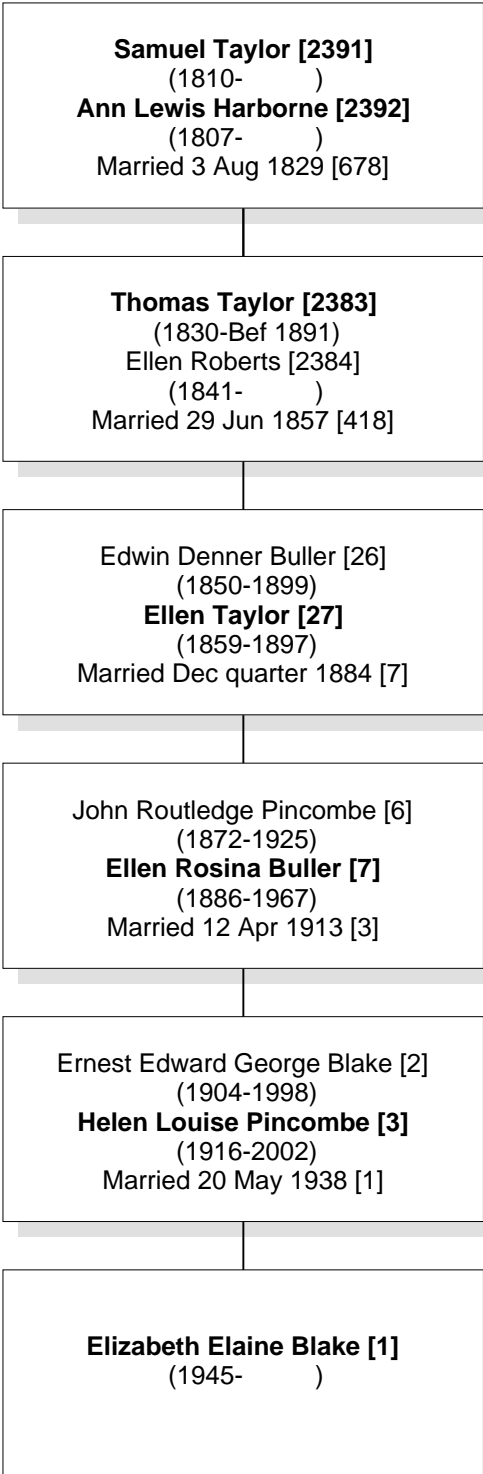 Samuel Taylor [2391]
(1810- )
Ann Lewis Harborne [2392]
(1807- )
Married 3 Aug 1829 [678]
Thomas Taylor [2383]
(1830-Bef 1891)
Ellen Roberts [2384]
(1841- )
Married 29 Jun 1857 [418]
Edwin Denner Buller [26]
(1850-1899)
Ellen Taylor [27]
(1859-1897)
Married Dec quarter 1884 [7]
John Routledge Pincombe [6]
(1872-1925)
Ellen Rosina Buller [7]
(1886-1967)
Married 12 Apr 1913 [3]
Ernest Edward George Blake [2]
(1904-1998)
Helen Louise Pincombe [3]
(1916-2002)
Married 20 May 1938 [1]
Elizabeth Elaine Blake [1]
(1945- )